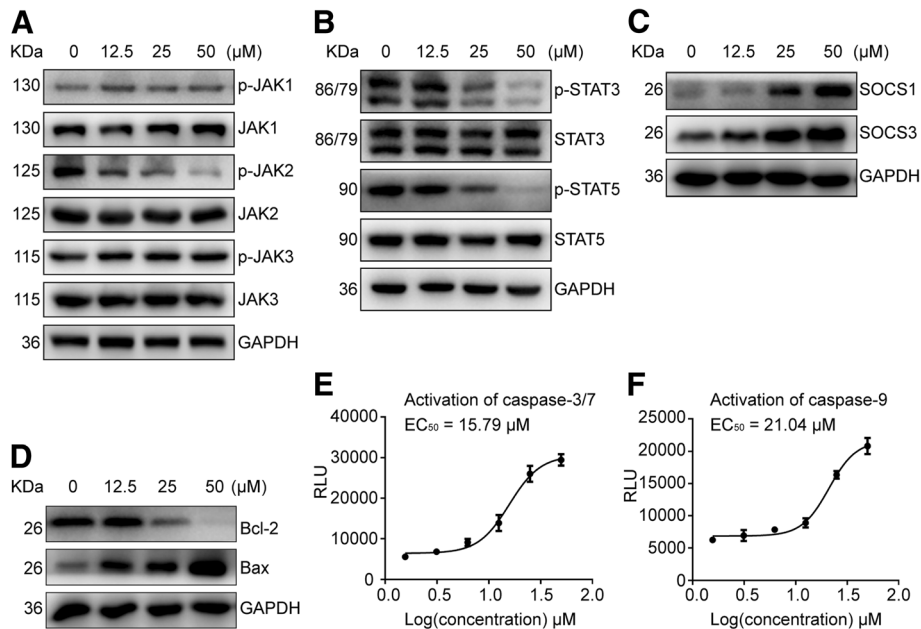 A
KDa 0 12.5 25 50 (μM)
130 p-JAK1
130 JAK1
125 p-JAK2
125 JAK2
115 p-JAK3
115 JAK3
36 GAPDH
B
KDa 0 12.5 25 50 (μM)
86/79 p-STAT3
86/79 STAT3
90 p-STAT5
90 STAT5
36 GAPDH
C
KDa 0 12.5 25 50 (μM)
26 SOCS1
26 SOCS3
36 GAPDH
D
KDa 0 12.5 25 50 (μM)
26 Bcl-2
26 Bax
36 GAPDH
E
Activation of caspase-3/7
EC₅₀ = 15.79 μM
40000
30000
20000
10000
0
RLU
0.0 0.5 1.0 1.5 2.0
Log(concentration) μM
F
Activation of caspase-9
EC₅₀ = 21.04 μM
25000
20000
15000
10000
5000
0
RLU
0.0 0.5 1.0 1.5 2.0
Log(concentration) μM